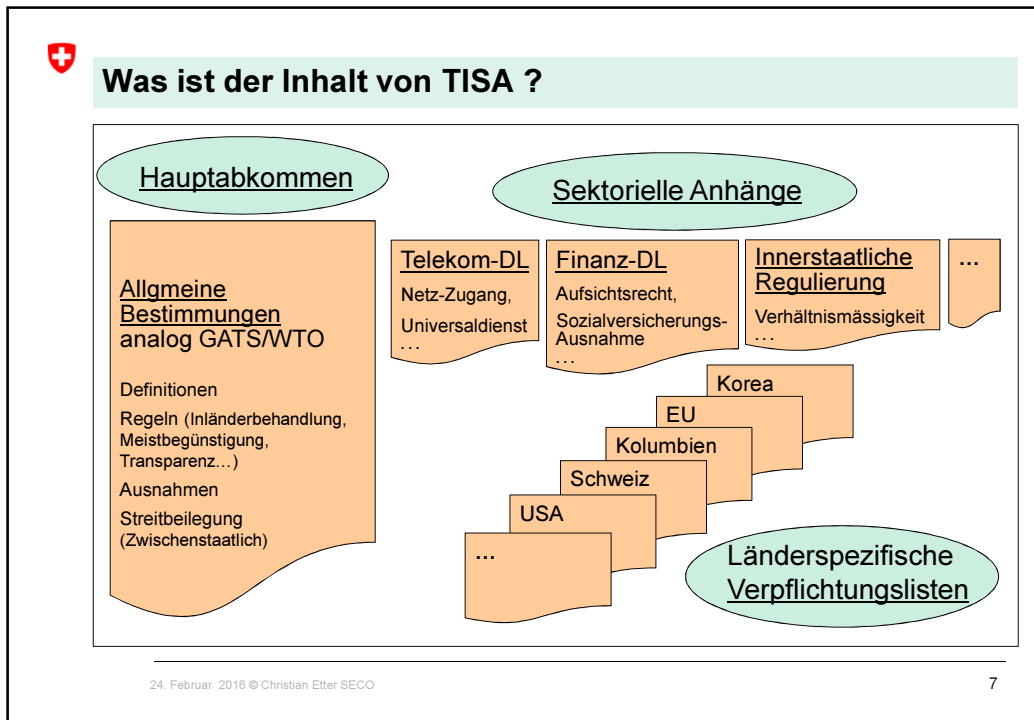 Was ist der Inhalt von TISA ?
Hauptabkommen
Allgmeine
Bestimmungen
analog GATS/WTO
Definitionen
Regeln (Inländerbehandlung,
Meistbegünstigung,
Transparenz…)
Ausnahmen
Streitbeilegung
(Zwischenstaatlich)
Sektorielle Anhänge
Telekom-DL
Netz-Zugang,
Universaldienst
…
Finanz-DL
Aufsichtsrecht,
Sozialversicherungs-
Ausnahme
…
Innerstaatliche
Regulierung
Verhältnismässigkeit
…
…
Korea
EU
Kolumbien
Schweiz
USA
…
Länderspezifische
Verpflichtungslisten
24. Februar 2016 © Christian Etter SECO
7